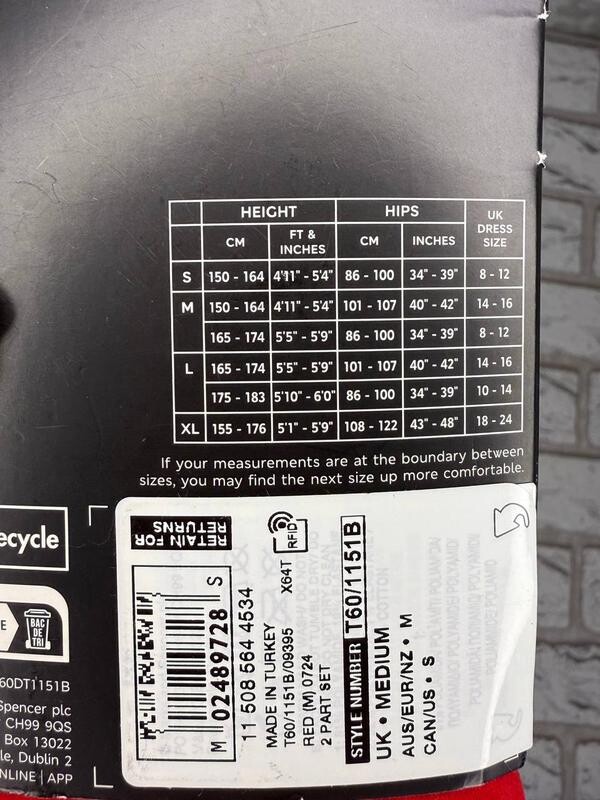 HEIGHT HIPS UK DRESS SIZE
CM FT & INCHES CM INCHES
S 150 - 164 4'11" - 5'4" 86 - 100 34" - 39" 8 - 12
M 150 - 164 4'11" - 5'4" 101 - 107 40" - 42" 14 - 16
165 - 174 5'5" - 5'9" 86 - 100 34" - 39" 8 - 12
L 165 - 174 5'5" - 5'9" 101 - 107 40" - 42" 14 - 16
175 - 183 5'10" - 6'0" 86 - 100 34" - 39" 10 - 14
XL 155 - 176 5'1" - 5'9" 108 - 122 43" - 48" 18 - 24
If your measurements are at the boundary between
sizes, you may find the next size up more comfortable.
ecycle
BAC
DE
TRI
60DT1151B
Spencer plc
CH99 9QS
Box 13022
le, Dublin 2
NLINE | APP
RETAIN FOR
RETURNS
RFID
M 02489728 S
11 508 564 4534
X64T
MADE IN TURKEY
T60/1151B/09395
RED (M) 0724
2 PART SET
STYLE NUMBER T60/1151B
UK • MEDIUM
AUS/EUR/NZ • M
CAN/US • S